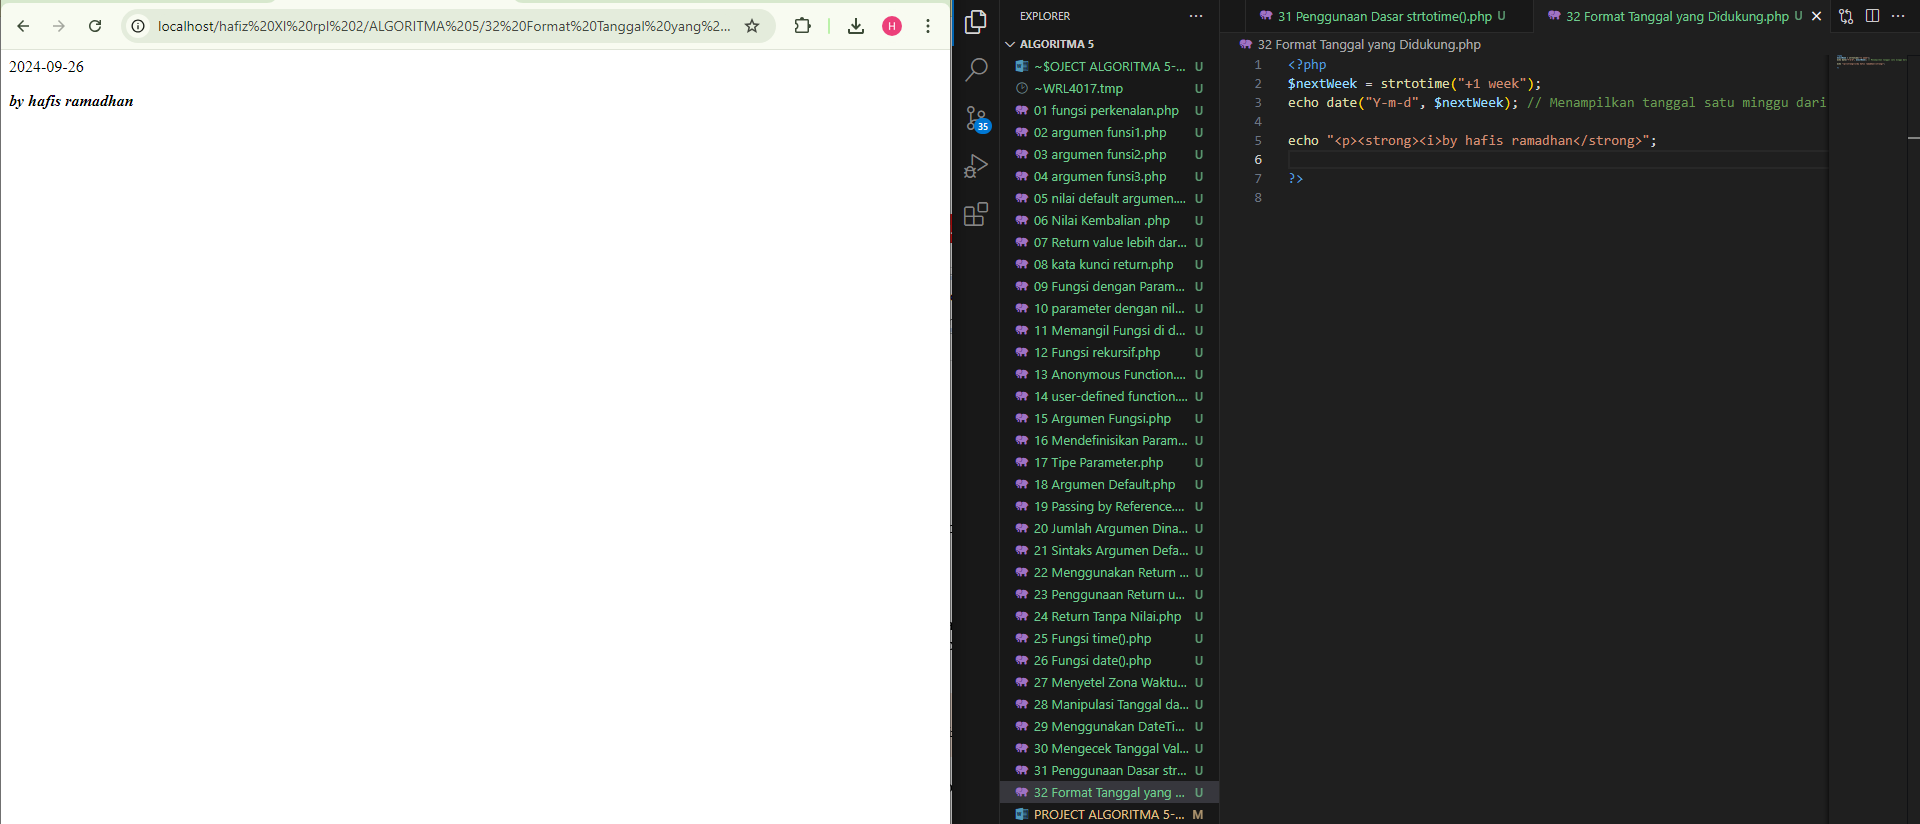 localhost/hafiz%20XI%20rpl%202/ALGORITMA%205/32%20Format%20Tanggal%20yang%2...
H
2024-09-26
by hafis ramadhan
35
EXPLORER
ALGORITMA 5
~$OJECT ALGORITMA 5-... U
~WRL4017.tmp U
01 fungsi perkenalan.php U
02 argumen funsi1.php U
03 argumen funsi2.php U
04 argumen funsi3.php U
05 nilai default argumen.... U
06 Nilai Kembalian .php U
07 Return value lebih dar... U
08 kata kunci return.php U
09 Fungsi dengan Param... U
10 parameter dengan nil... U
11 Memangil Fungsi di d... U
12 Fungsi rekursif.php U
13 Anonymous Function.... U
14 user-defined function.... U
15 Argumen Fungsi.php U
16 Mendefinisikan Param... U
17 Tipe Parameter.php U
18 Argumen Default.php U
19 Passing by Reference.... U
20 Jumlah Argumen Dina... U
21 Sintaks Argumen Defa... U
22 Menggunakan Return ... U
23 Penggunaan Return u... U
24 Return Tanpa Nilai.php U
25 Fungsi time().php U
26 Fungsi date().php U
27 Menyetel Zona Waktu... U
28 Manipulasi Tanggal da... U
29 Menggunakan DateTi... U
30 Mengecek Tanggal Val... U
31 Penggunaan Dasar str... U
32 Format Tanggal yang ... U
PROJECT ALGORITMA 5-... M
31 Penggunaan Dasar strtotime().php U
32 Format Tanggal yang Didukung.php U
32 Format Tanggal yang Didukung.php
1 <?php
2 $nextWeek = strtotime("+1 week");
3 echo date("Y-m-d", $nextWeek); // Menampilkan tanggal satu minggu dari
4
5 echo "<p><strong><i>by hafis ramadhan</strong>";
6
7 ?>
8